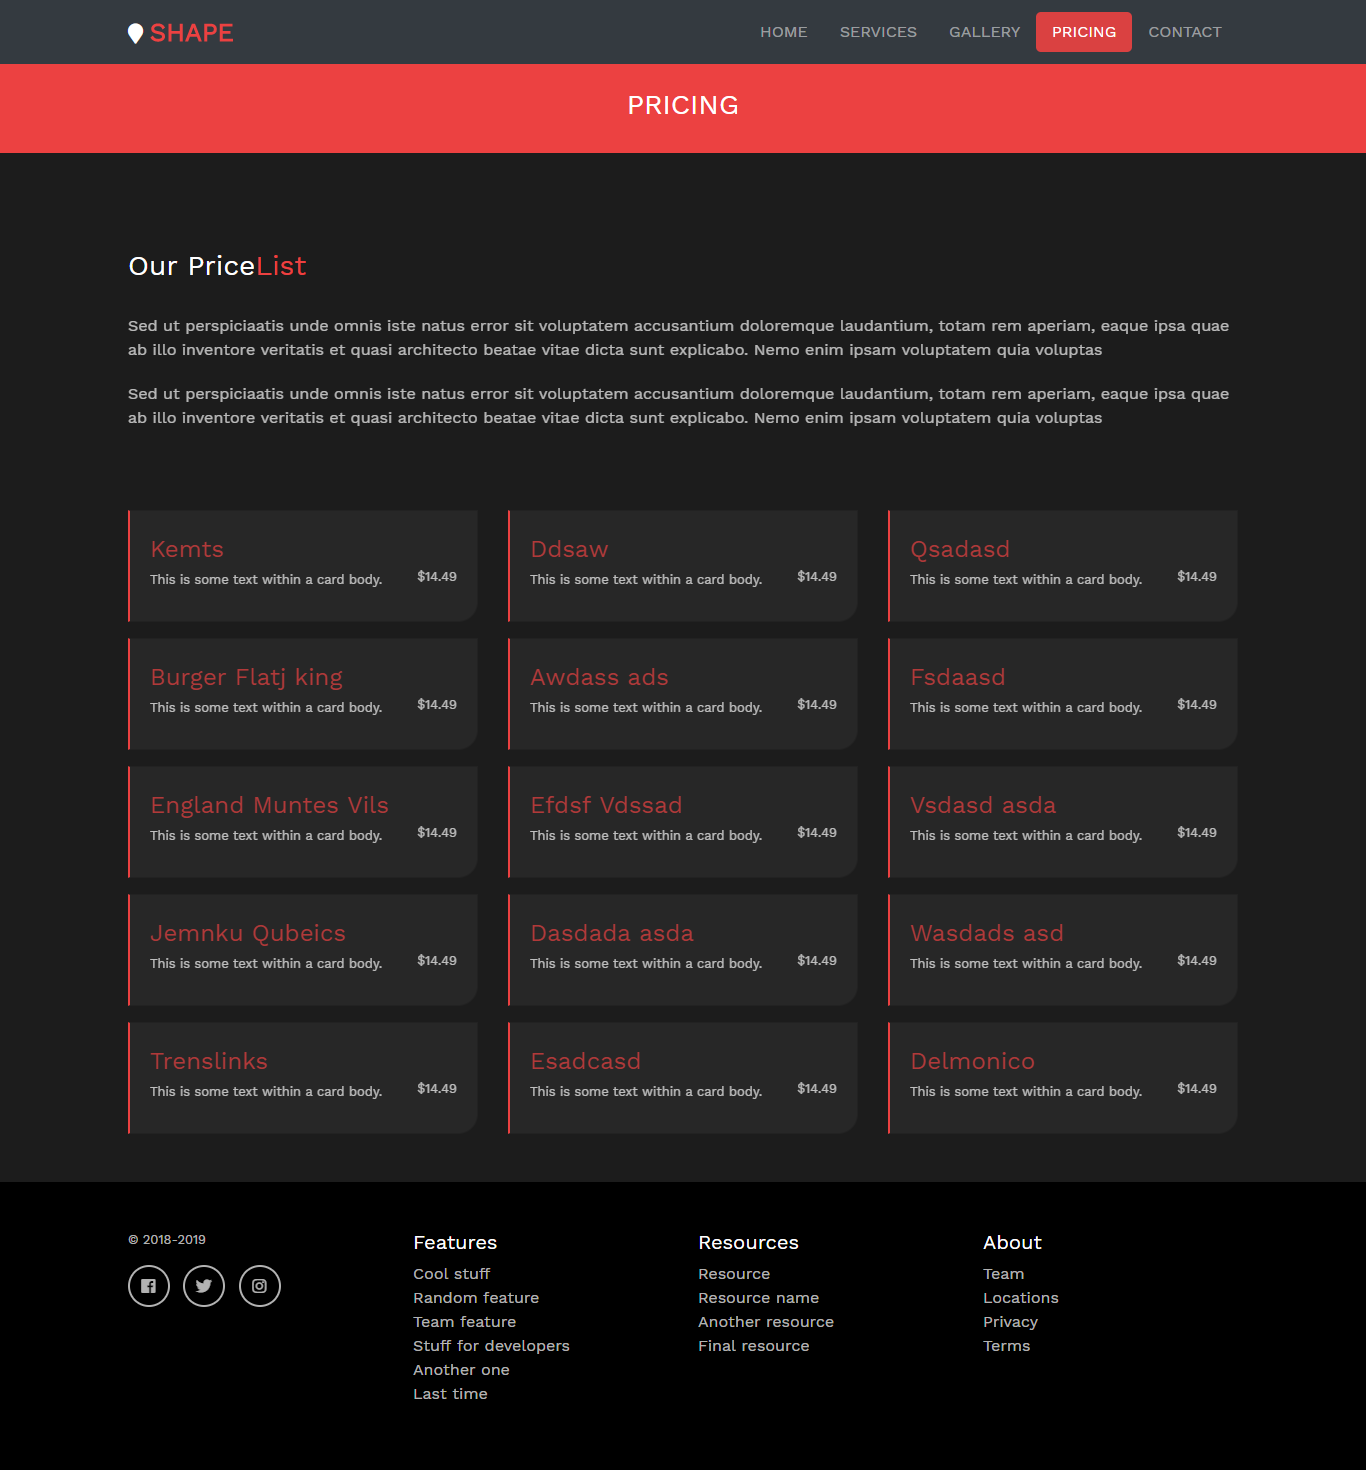 SHAPE
HOME SERVICES GALLERY PRICING CONTACT
PRICING
Our PriceList
Sed ut perspiciaatis unde omnis iste natus error sit voluptatem accusantium doloremque laudantium, totam rem aperiam, eaque ipsa quae
ab illo inventore veritatis et quasi architecto beatae vitae dicta sunt explicabo. Nemo enim ipsam voluptatem quia voluptas
Sed ut perspiciaatis unde omnis iste natus error sit voluptatem accusantium doloremque laudantium, totam rem aperiam, eaque ipsa quae
ab illo inventore veritatis et quasi architecto beatae vitae dicta sunt explicabo. Nemo enim ipsam voluptatem quia voluptas
Kemts
This is some text within a card body. $14.49
Ddsaw
This is some text within a card body. $14.49
Qsadasd
This is some text within a card body. $14.49
Burger Flatj king
This is some text within a card body. $14.49
Awdass ads
This is some text within a card body. $14.49
Fsdaasd
This is some text within a card body. $14.49
England Muntes Vils
This is some text within a card body. $14.49
Efdsf Vdssad
This is some text within a card body. $14.49
Vsdasd asda
This is some text within a card body. $14.49
Jemnku Qubeics
This is some text within a card body. $14.49
Dasdada asda
This is some text within a card body. $14.49
Wasdads asd
This is some text within a card body. $14.49
Trenslinks
This is some text within a card body. $14.49
Esadcasd
This is some text within a card body. $14.49
Delmonico
This is some text within a card body. $14.49
© 2018-2019
Features
Cool stuff
Random feature
Team feature
Stuff for developers
Another one
Last time
Resources
Resource
Resource name
Another resource
Final resource
About
Team
Locations
Privacy
Terms